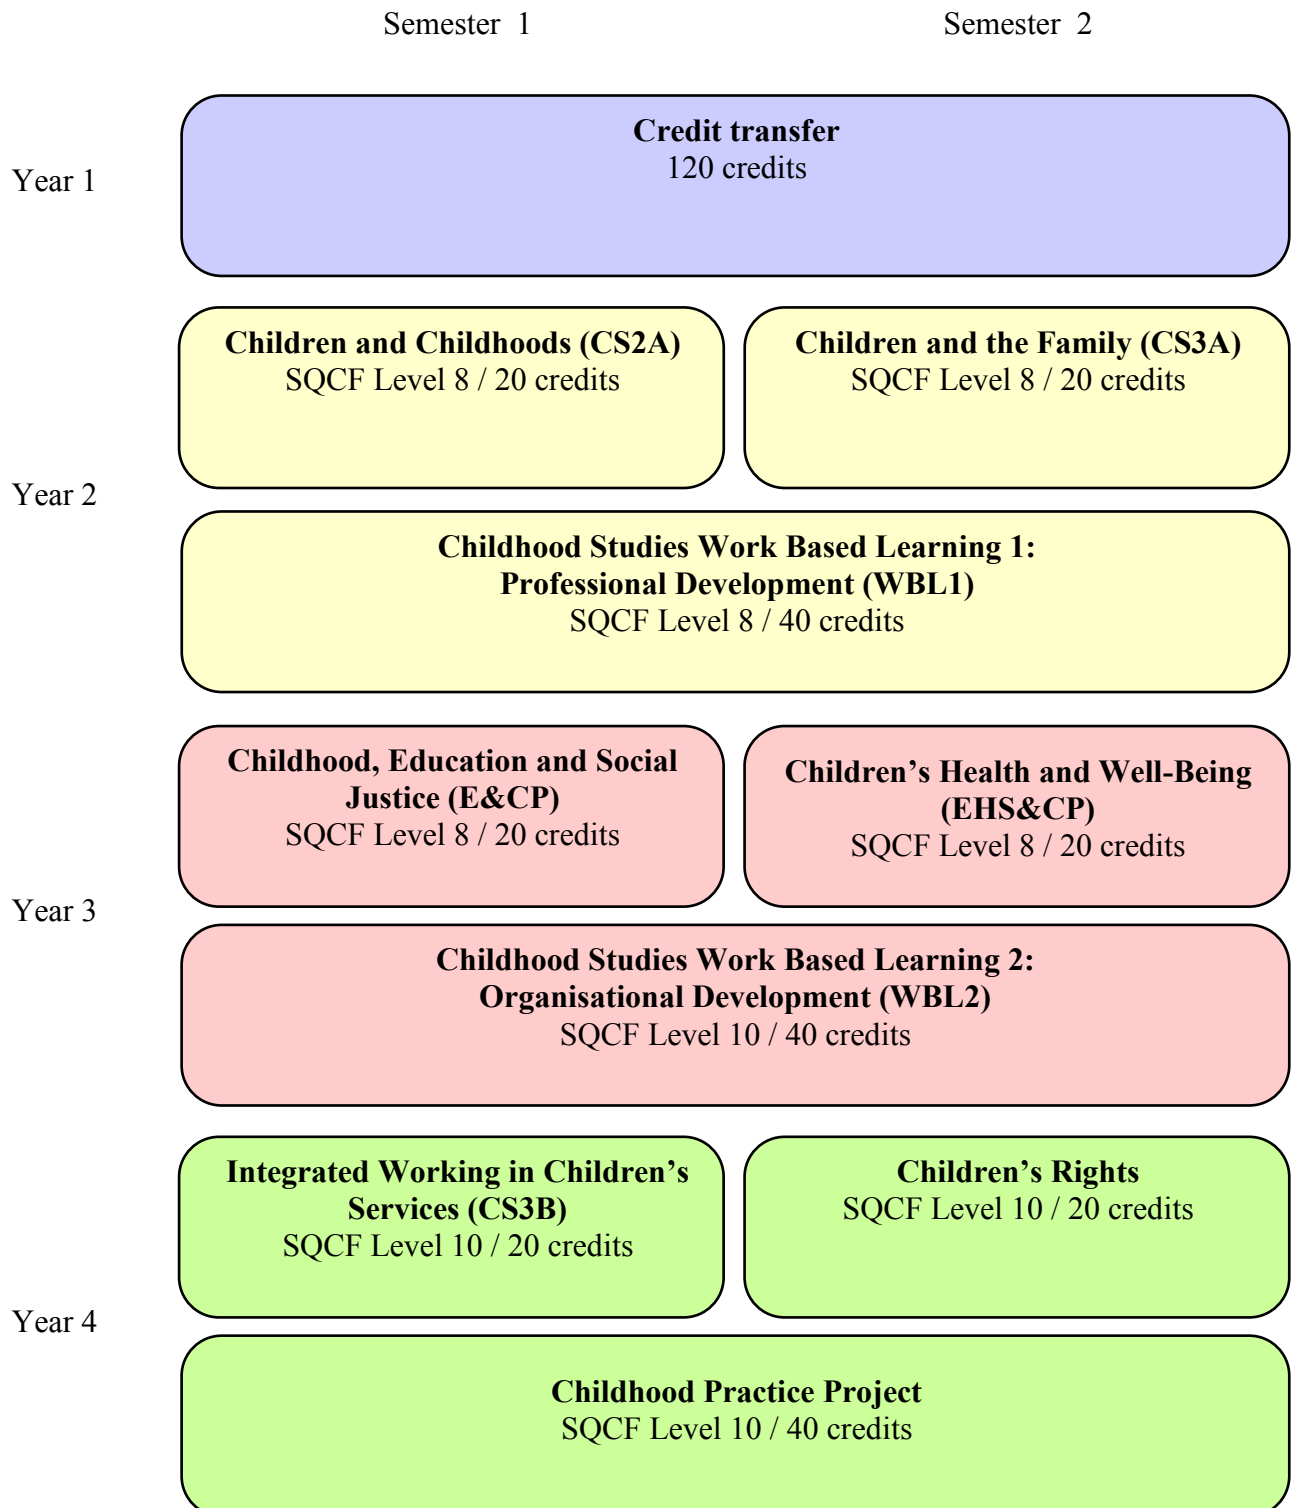 Semester 1
Semester 2
Year 1
Credit transfer
120 credits
Year 2
Children and Childhoods (CS2A)
SQCF Level 8 / 20 credits
Children and the Family (CS3A)
SQCF Level 8 / 20 credits
Childhood Studies Work Based Learning 1:
Professional Development (WBL1)
SQCF Level 8 / 40 credits
Year 3
Childhood, Education and Social
Justice (E&CP)
SQCF Level 8 / 20 credits
Children’s Health and Well-Being
(EHS&CP)
SQCF Level 8 / 20 credits
Childhood Studies Work Based Learning 2:
Organisational Development (WBL2)
SQCF Level 10 / 40 credits
Year 4
Integrated Working in Children’s
Services (CS3B)
SQCF Level 10 / 20 credits
Children’s Rights
SQCF Level 10 / 20 credits
Childhood Practice Project
SQCF Level 10 / 40 credits